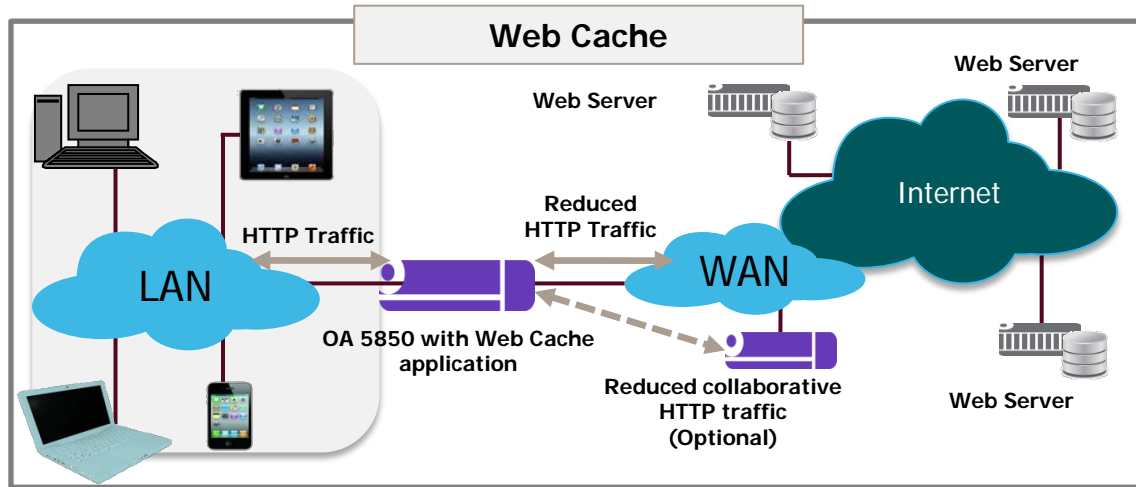 Web Cache
Web Server
Web Server
Internet
HTTP Traffic
Reduced
HTTP Traffic
LAN
WAN
OA 5850 with Web Cache
application
Reduced collaborative
HTTP traffic
(Optional)
Web Server